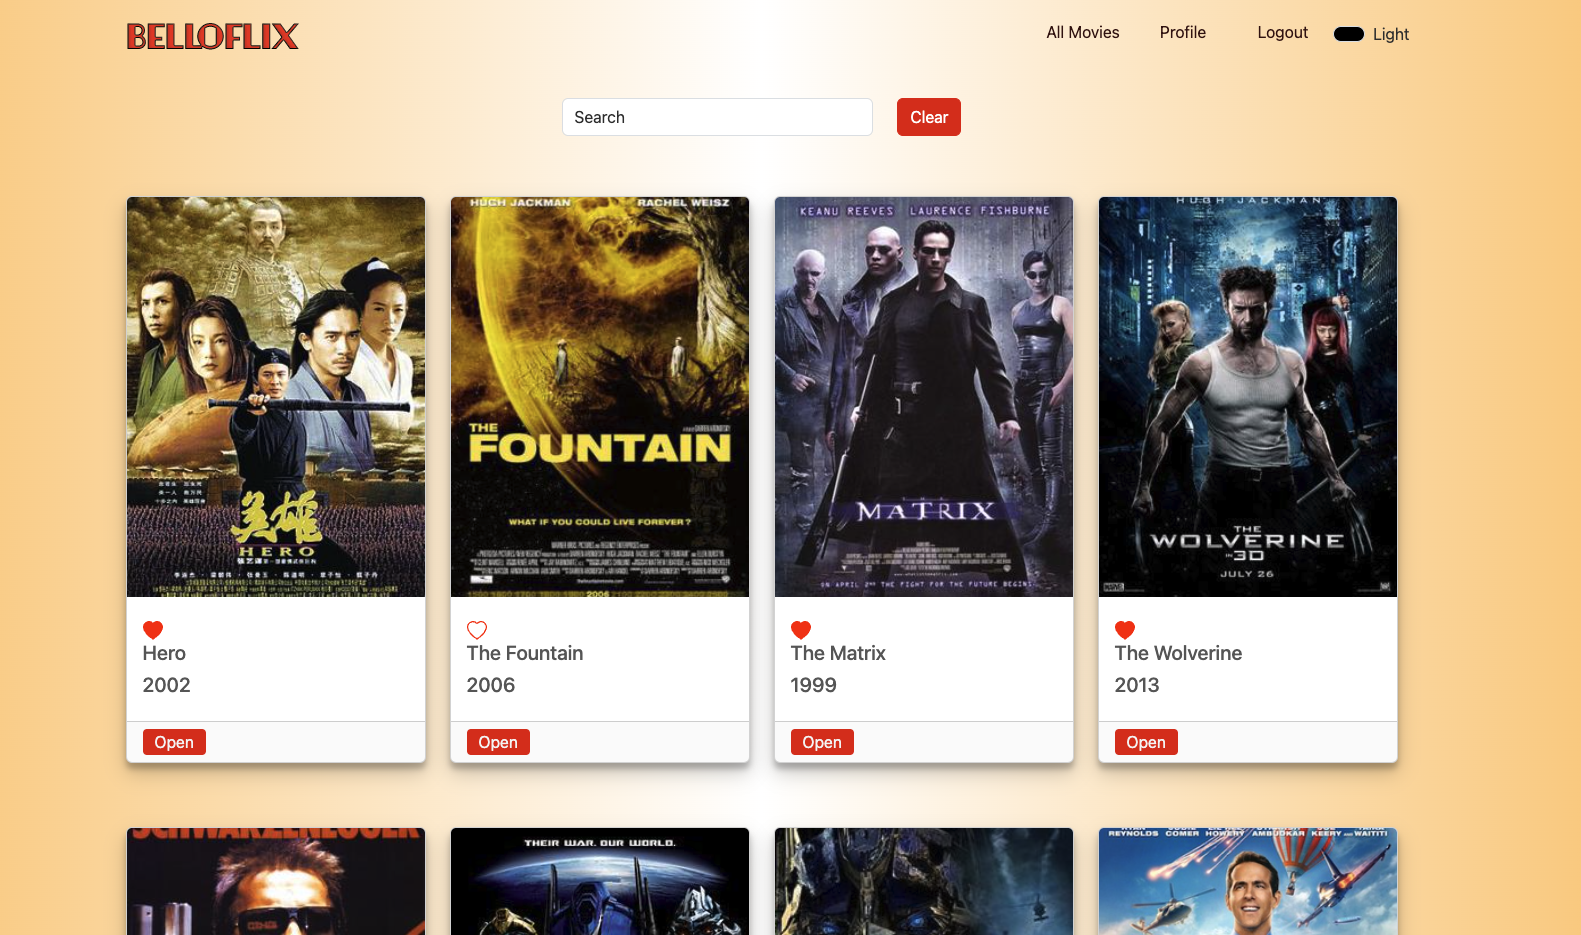 BELLOFLIX
All Movies Profile Logout Light
Search Clear
HUGH JACKMAN RACHEL WEISZ
KEANU REEVES LAURENCE FISHBURNE
HUGH JACKMAN
英雄
HERO
THE
FOUNTAIN
WHAT IF YOU COULD LIVE FOREVER?
2006
THE
MATRIX
ON APRIL 2ND THE FIGHT FOR THE FUTURE BEGINS.
THE
WOLVERINE
IN 3D
JULY 26
Hero
2002
Open
The Fountain
2006
Open
The Matrix
1999
Open
The Wolverine
2013
Open
SCHWARZENEGGER
THEIR WAR. OUR WORLD.
RYAN REYNOLDS
COMER
HOWERY
AMBUDKAR
KEERY AND WAITITI